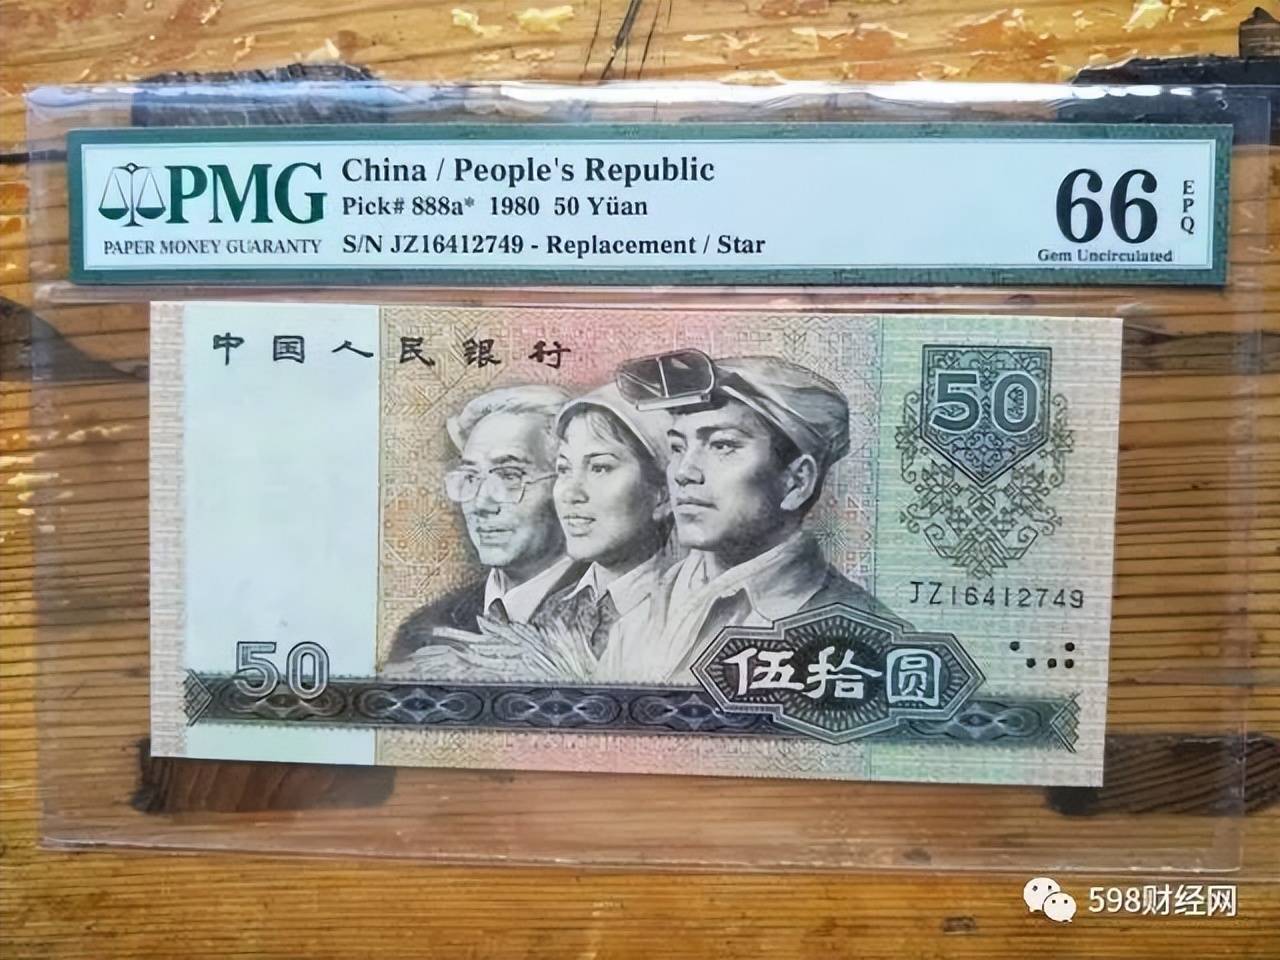 PMG
PAPER MONEY GUARANTY
China / People's Republic
Pick# 888a* 1980 50 Yüan
S/N JZ16412749 - Replacement / Star
66
EPQ
Gem Uncirculated
中国人民银行
50
JZ16412749
50
伍拾圆
598财经网